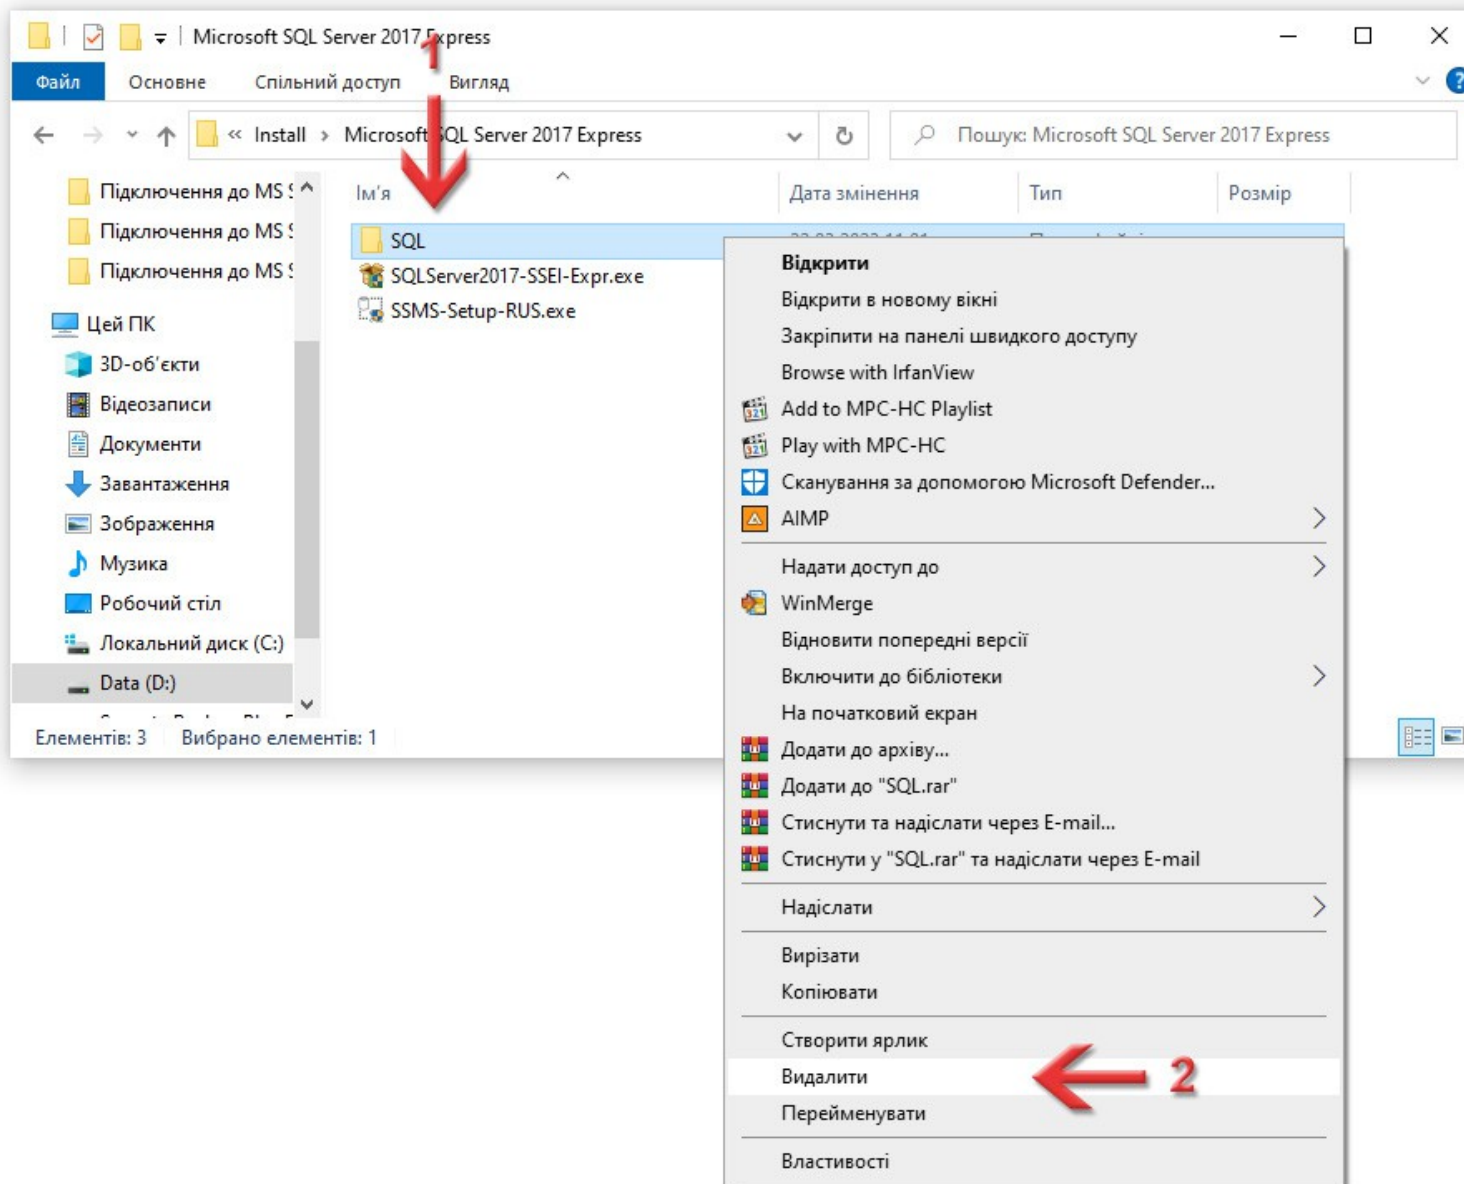 Microsoft SQL Server 2017 Express
1
Файл Основне Спільний доступ Вигляд
« Install › Microsoft SQL Server 2017 Express Пошук: Microsoft SQL Server 2017 Express
Підключення до MS
Підключення до MS
Підключення до MS
Цей ПК
3D-об'єкти
Відеозаписи
Документи
Завантаження
Зображення
Музика
Робочий стіл
Локальний диск (C:)
Data (D:)
Ім'я Дата змінення Тип Розмір
SQL
SQLServer2017-SSEI-Expr.exe
SSMS-Setup-RUS.exe
Елементів: 3 Вибрано елементів: 1
Відкрити
Відкрити в новому вікні
Закріпити на панелі швидкого доступу
Browse with IrfanView
Add to MPC-HC Playlist
Play with MPC-HC
Сканування за допомогою Microsoft Defender...
AIMP
Надати доступ до
WinMerge
Відновити попередні версії
Включити до бібліотеки
На початковий екран
Додати до архіву...
Додати до "SQL.rar"
Стиснути та надіслати через E-mail...
Стиснути у "SQL.rar" та надіслати через E-mail
Надіслати
Вирізати
Копіювати
Створити ярлик
Видалити 2
Перейменувати
Властивості